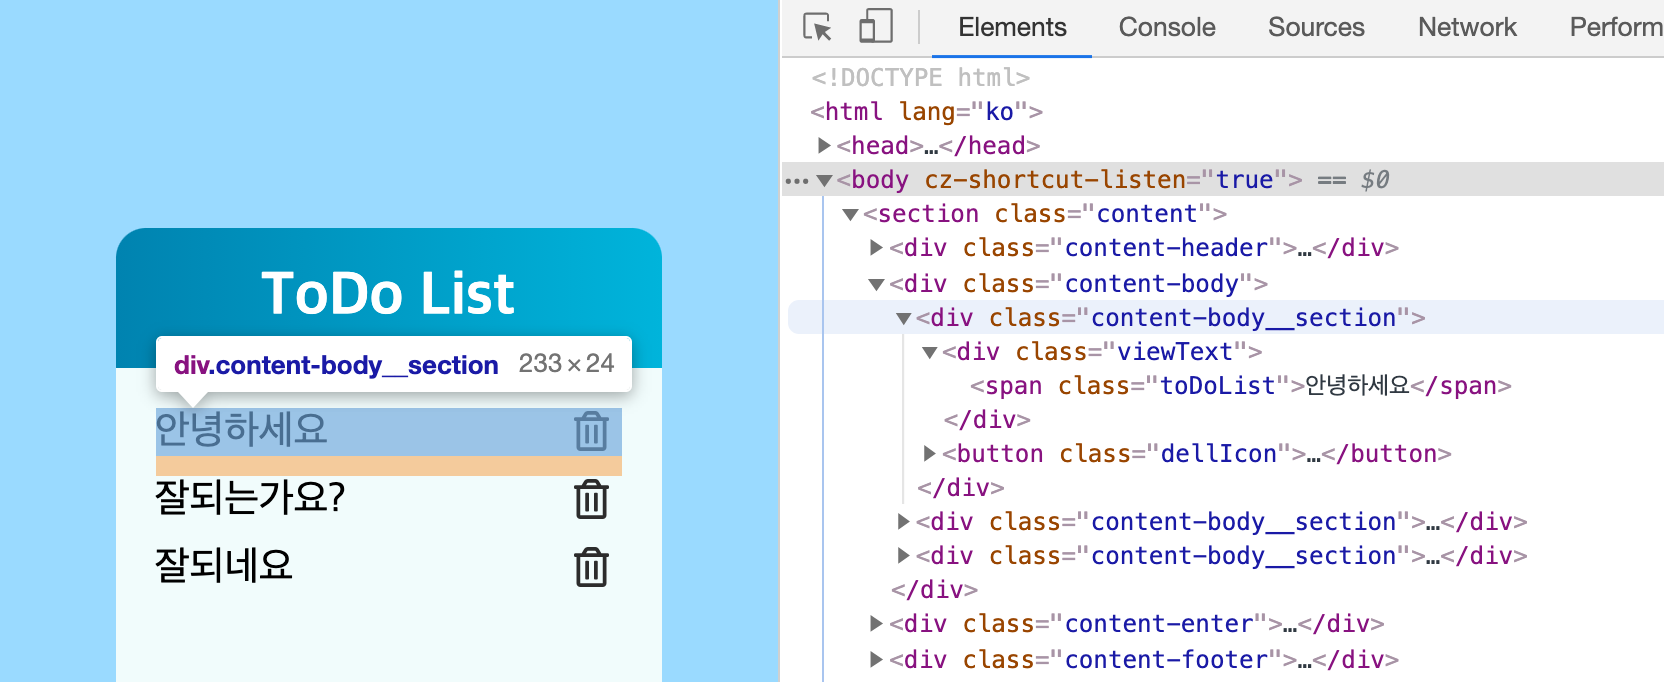 ToDo List
div.content-body__section 233 × 24
안녕하세요
잘되는가요?
잘되네요
Elements Console Sources Network Perform
<!DOCTYPE html>
<html lang="ko">
<head>…</head>
<body cz-shortcut-listen="true"> == $0
<section class="content">
<div class="content-header">…</div>
<div class="content-body">
<div class="content-body__section">
<div class="viewText">
<span class="toDoList">안녕하세요</span>
</div>
<button class="dellIcon">…</button>
</div>
<div class="content-body__section">…</div>
<div class="content-body__section">…</div>
</div>
<div class="content-enter">…</div>
<div class="content-footer">…</div>